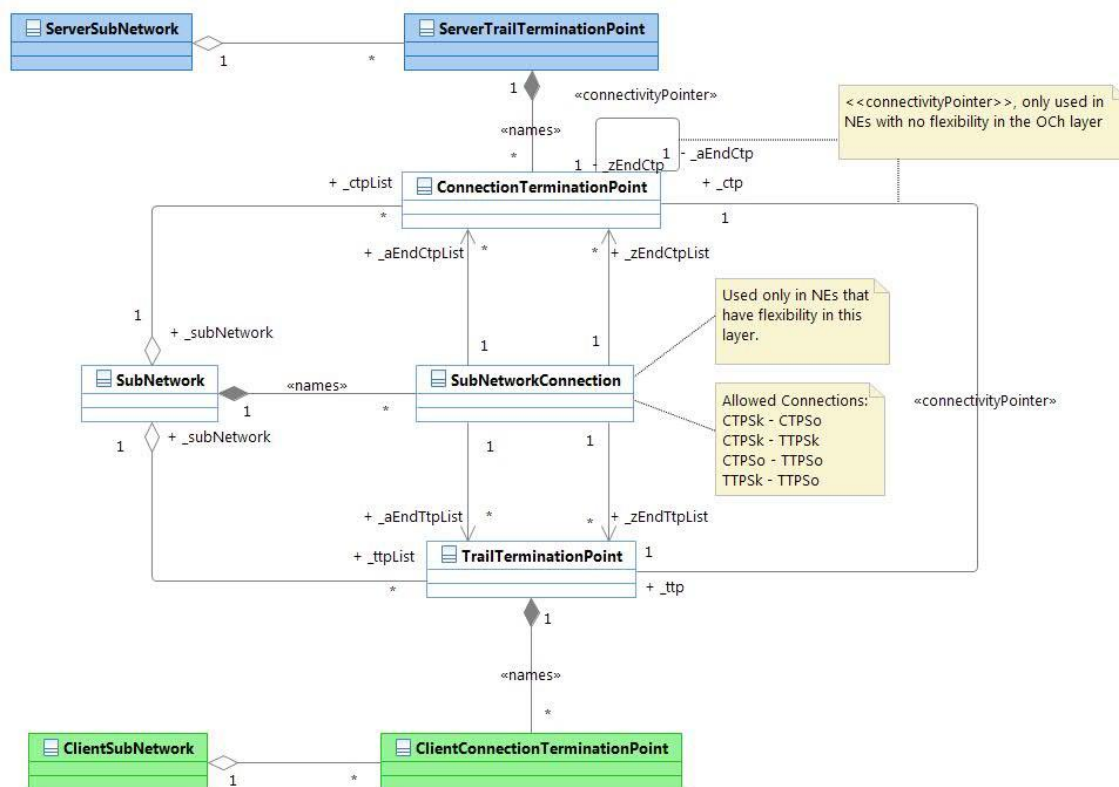 ServerSubNetwork
ServerTrailTerminationPoint
1
*
1
«connectivityPointer»
<<connectivityPointer>>, only used in
NEs with no flexibility in the OCh layer
«names»
*
1 - _zEndCtp
1 - _aEndCtp
+ _ctpList
ConnectionTerminationPoint
+ _ctp
*
1
+ _aEndCtpList
*
*
+ _zEndCtpList
Used only in NEs that
have flexibility in this
layer.
1
+ _subNetwork
1
1
SubNetwork
«names»
SubNetworkConnection
1
*
Allowed Connections:
CTPSk - CTPSo
CTPSk - TTPSk
CTPSo - TTPSo
TTPSk - TTPSo
«connectivityPointer»
1
+ _subNetwork
1
1
+ _aEndTtpList
*
*
+ _zEndTtpList
+ _ttpList
TrailTerminationPoint
1
*
+ _ttp
1
«names»
*
ClientSubNetwork
ClientConnectionTerminationPoint
1
*